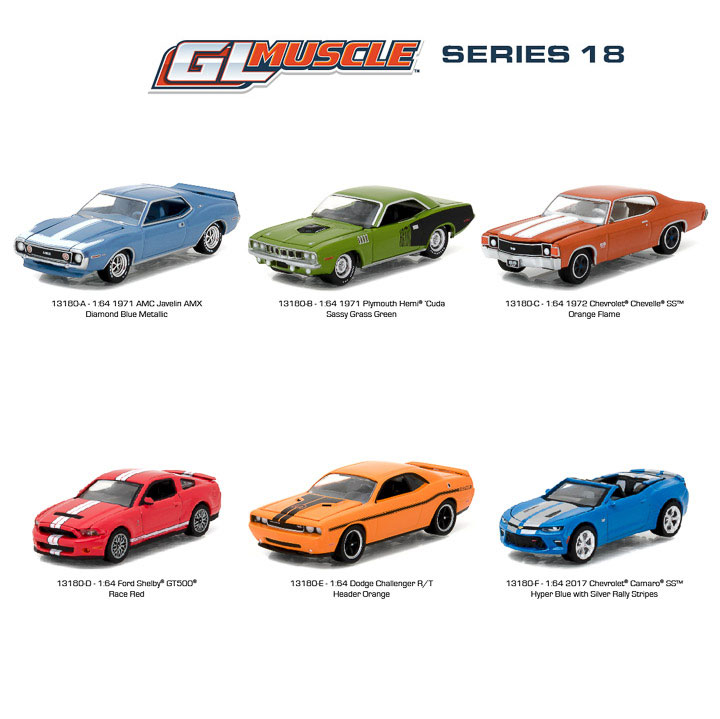 GL MUSCLE™ SERIES 18
13180-A - 1:64 1971 AMC Javelin AMX
Diamond Blue Metallic
13180-B - 1:64 1971 Plymouth Hemi® 'Cuda
Sassy Grass Green
13180-C - 1:64 1972 Chevrolet® Chevelle® SS™
Orange Flame
13180-D - 1:64 Ford Shelby® GT500®
Race Red
13180-E - 1:64 Dodge Challenger R/T
Header Orange
13180-F - 1:64 2017 Chevrolet® Camaro® SS™
Hyper Blue with Silver Rally Stripes